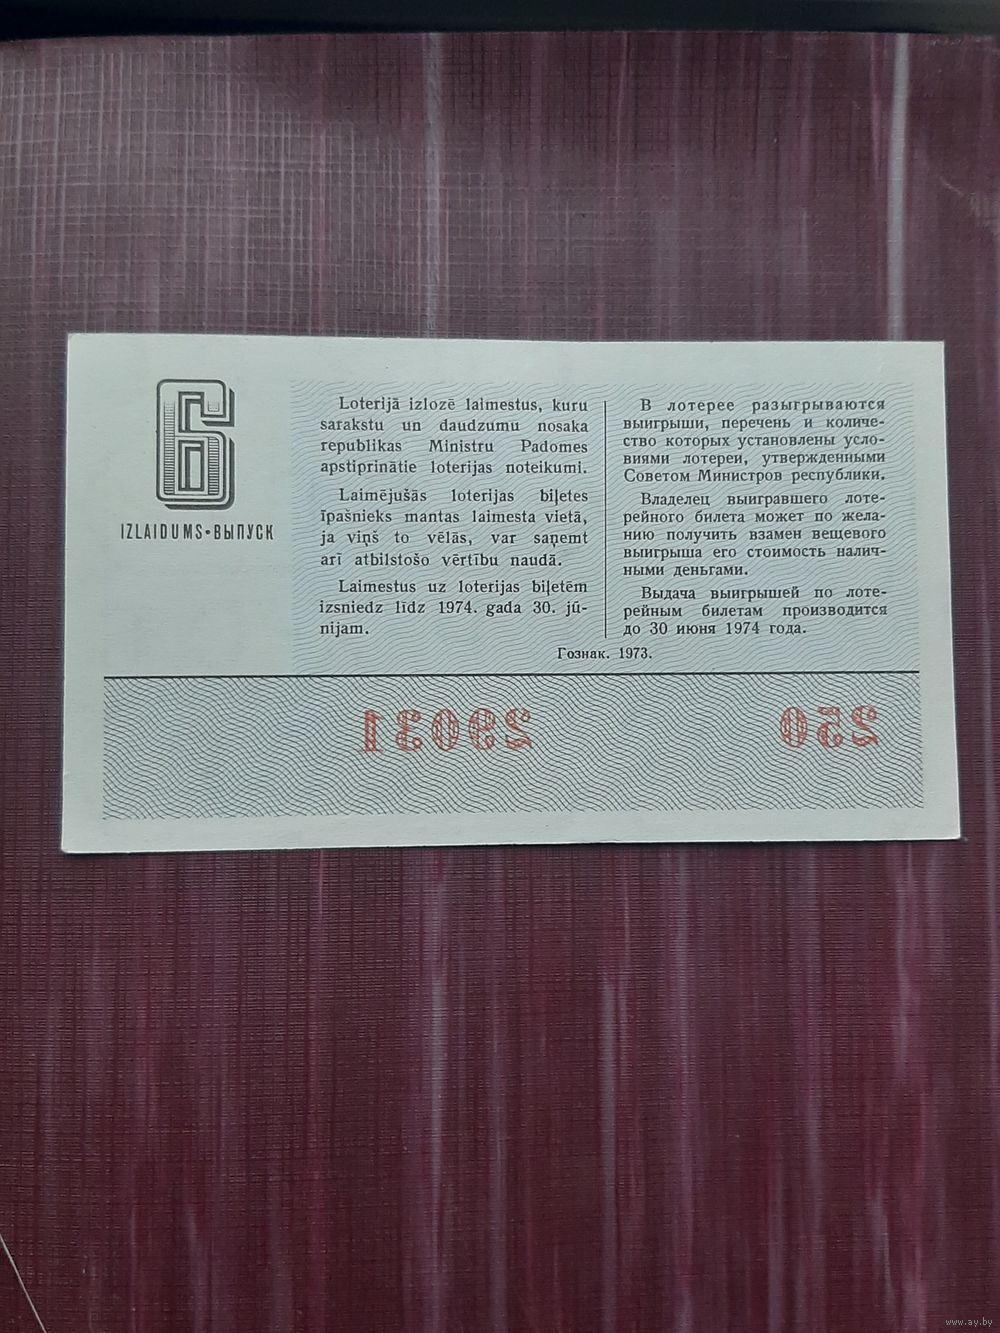 6
IZLAIDUMS•ВЫПУСК
Loterijā izlozē laimestus, kuru
sarakstu un daudzumu nosaka
republikas Ministru Padomes
apstiprinātie loterijas noteikumi.
Laimējušās loterijas biļetes
īpašnieks mantas laimesta vietā,
ja viņš to vēlās, var saņemt
arī atbilstošo vērtību naudā.
Laimestus uz loterijas biļetēm
izsniedz līdz 1974. gada 30. jū-
nijam.
В лотерее разыгрываются
выигрыши, перечень и количе-
ство которых установлены усло-
виями лотереи, утвержденными
Советом Министров республики.
Владелец выигравшего лоте-
рейного билета может по жела-
нию получить взамен вещевого
выигрыша его стоимость налич-
ными деньгами.
Выдача выигрышей по лоте-
рейным билетам производится
до 30 июня 1974 года.
Гознак. 1973.
29031 250
www.ay.by